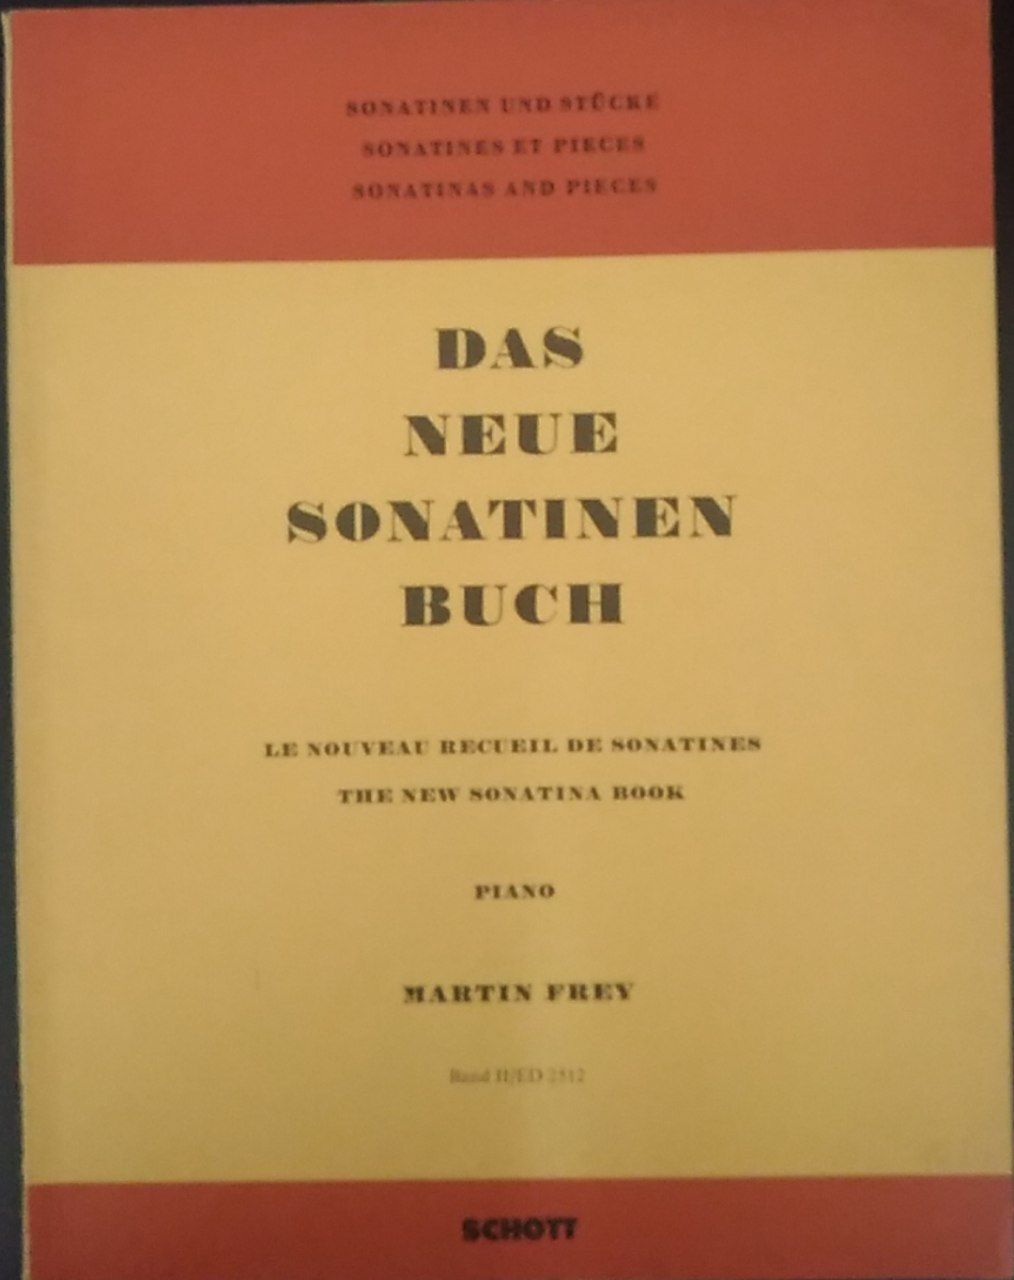 SONATINEN UND STÜCKE
SONATINES ET PIECES
SONATINAS AND PIECES
DAS
NEUE
SONATINEN
BUCH
LE NOUVEAU RECUEIL DE SONATINES
THE NEW SONATINA BOOK
PIANO
MARTIN FREY
Band II/ED 2512
SCHOTT